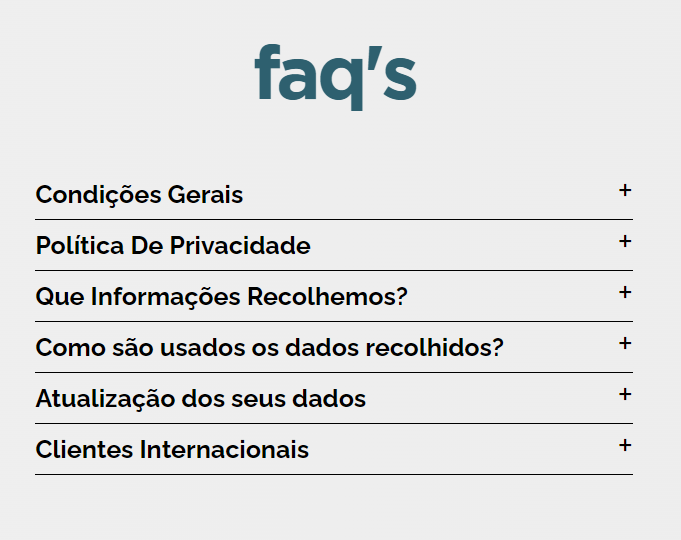 faq's
Condições Gerais +
Política De Privacidade +
Que Informações Recolhemos? +
Como são usados os dados recolhidos? +
Atualização dos seus dados +
Clientes Internacionais +